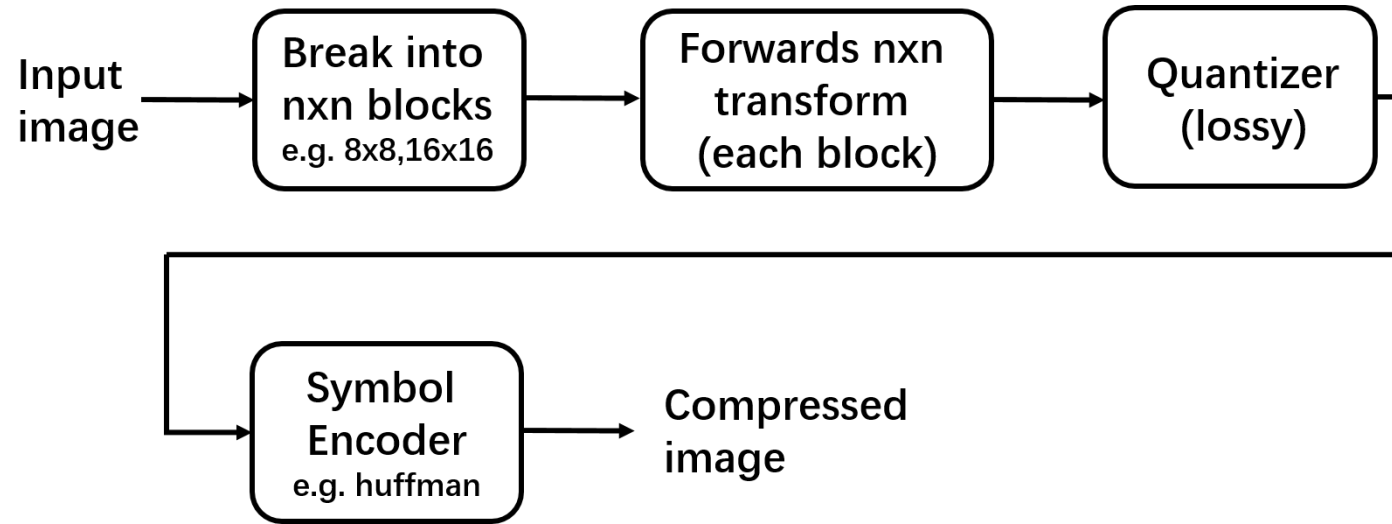 Input
image
Break into
nxn blocks
e.g. 8x8,16x16
Forwards nxn
transform
(each block)
Quantizer
(lossy)
Symbol
Encoder
e.g. huffman
Compressed
image